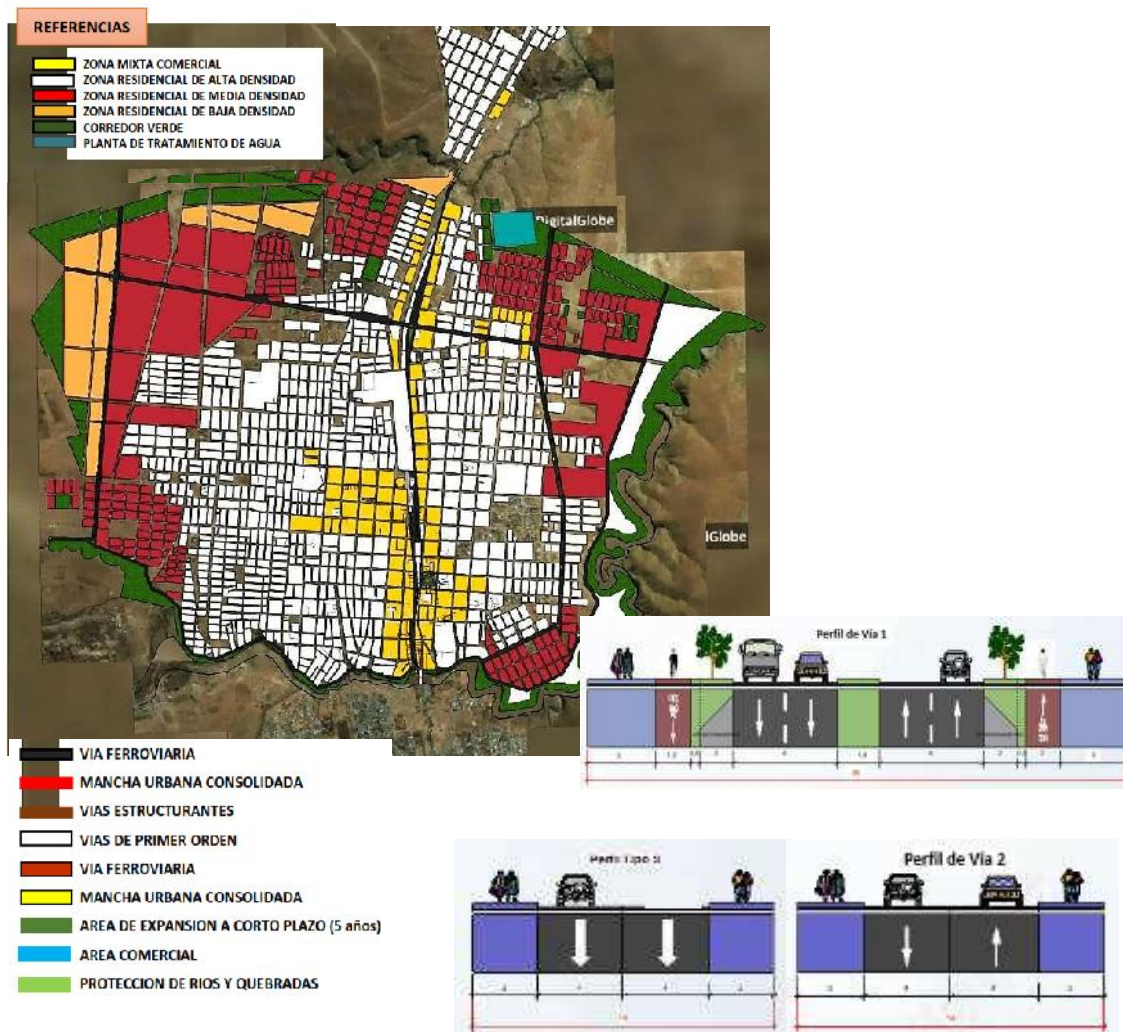 REFERENCIAS
ZONA MIXTA COMERCIAL
ZONA RESIDENCIAL DE ALTA DENSIDAD
ZONA RESIDENCIAL DE MEDIA DENSIDAD
ZONA RESIDENCIAL DE BAJA DENSIDAD
CORREDOR VERDE
PLANTA DE TRATAMIENTO DE AGUA
DigitalGlobe
lGlobe
Perfil de Via 1
VIA FERROVIARIA
MANCHA URBANA CONSOLIDADA
VIAS ESTRUCTURANTES
VIAS DE PRIMER ORDEN
VIA FERROVIARIA
MANCHA URBANA CONSOLIDADA
AREA DE EXPANSION A CORTO PLAZO (5 años)
AREA COMERCIAL
PROTECCION DE RIOS Y QUEBRADAS
Perfil Tipo 3
Perfil de Via 2